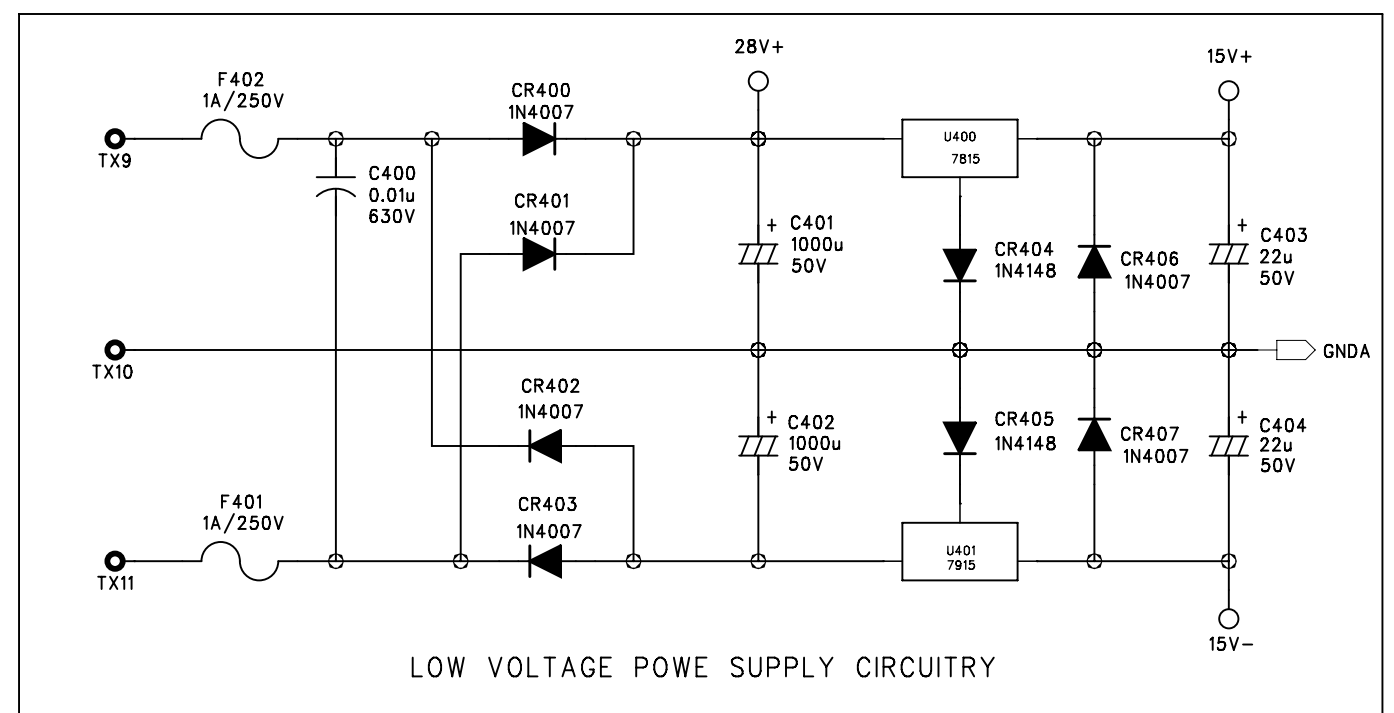 28V+
15V+
F402
1A/250V
CR400
1N4007
TX9
U400
7815
C400
0.01u
630V
CR401
1N4007
+
C401
1000u
50V
CR404
1N4148
CR406
1N4007
+
C403
22u
50V
TX10
GNDA
CR402
1N4007
+
C402
1000u
50V
CR405
1N4148
CR407
1N4007
+
C404
22u
50V
F401
1A/250V
CR403
1N4007
TX11
U401
7915
15V-
LOW VOLTAGE POWE SUPPLY CIRCUITRY